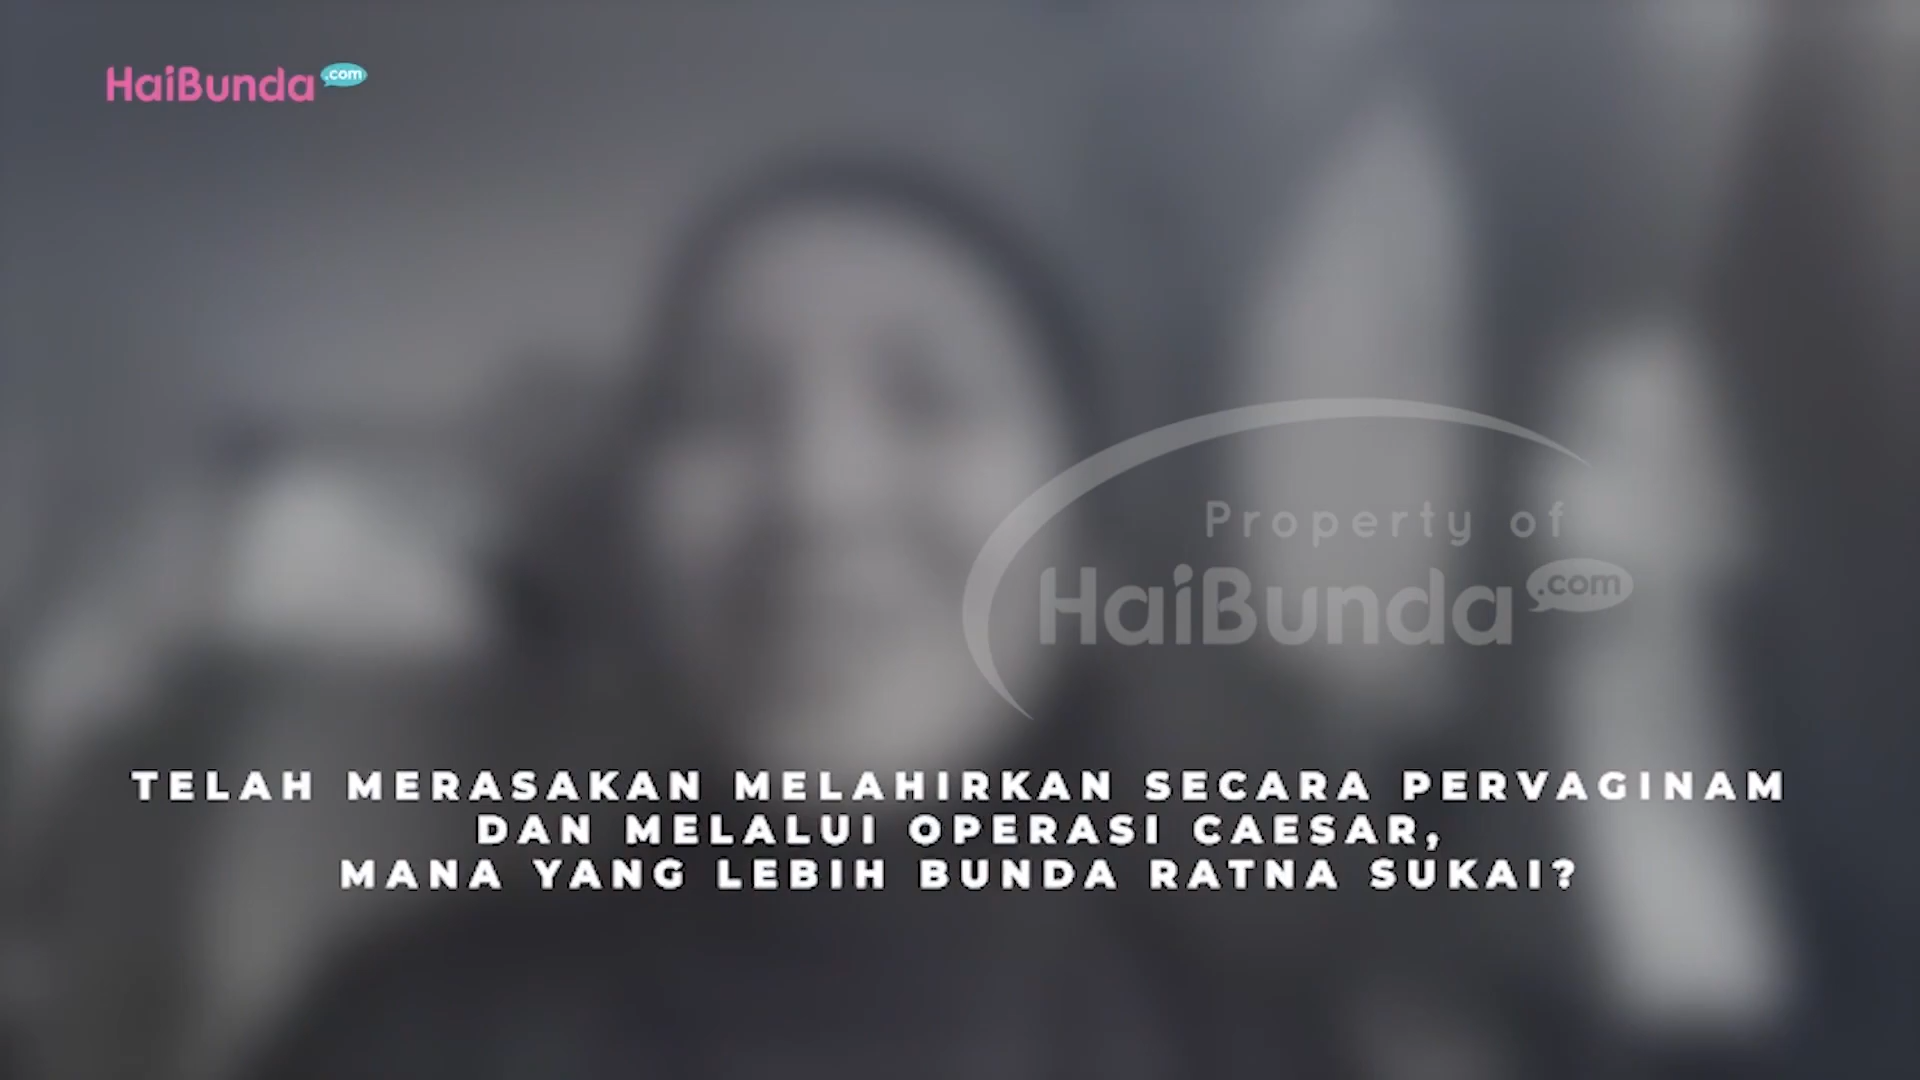 HaiBunda.com
Property of
HaiBunda.com
TELAH MERASAKAN MELAHIRKAN SECARA PERVAGINAM
DAN MELALUI OPERASI CAESAR,
MANA YANG LEBIH BUNDA RATNA SUKAI?